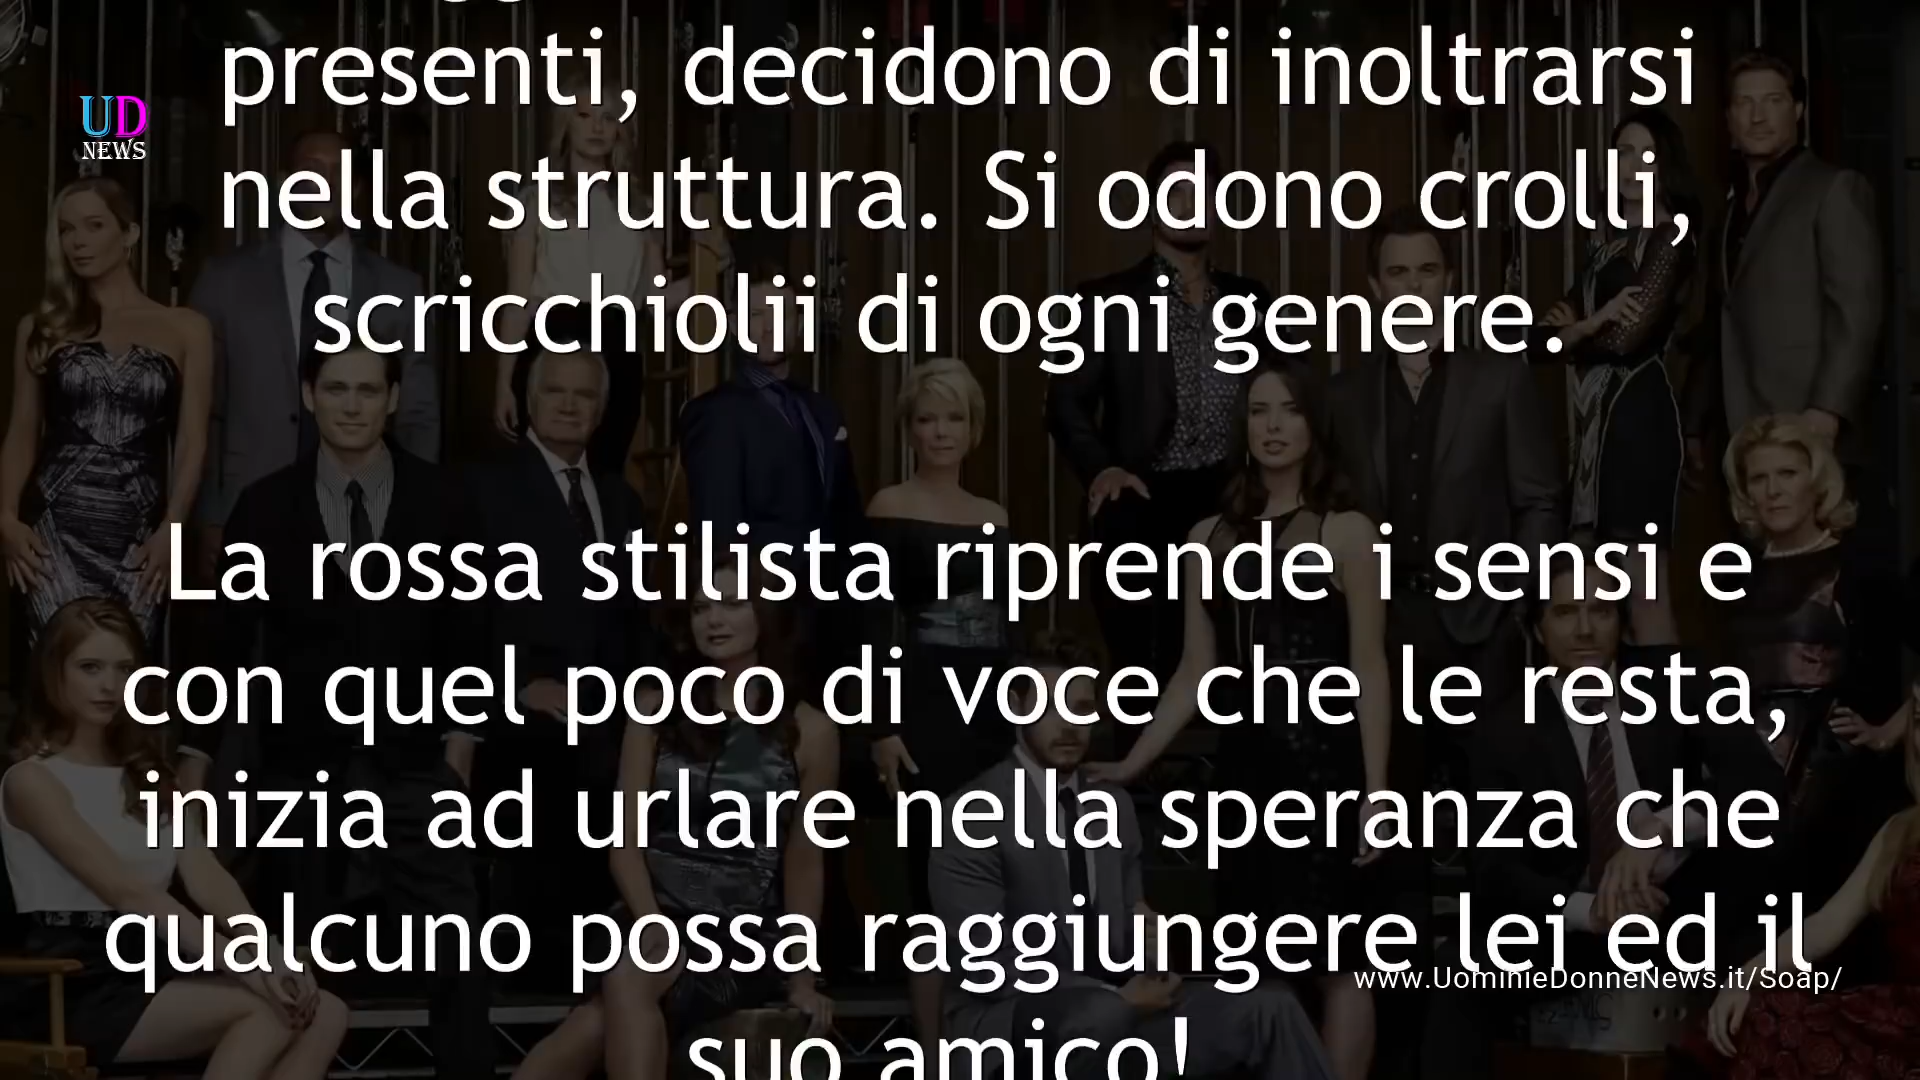 presenti, decidono di inoltrarsi
UD
NEWS
nella struttura. Si odono crolli,
scricchiolii di ogni genere.
La rossa stilista riprende i sensi e
con quel poco di voce che le resta,
inizia ad urlare nella speranza che
qualcuno possa raggiungere lei ed il
www.UominieDonneNews.it/Soap/
suo amico!